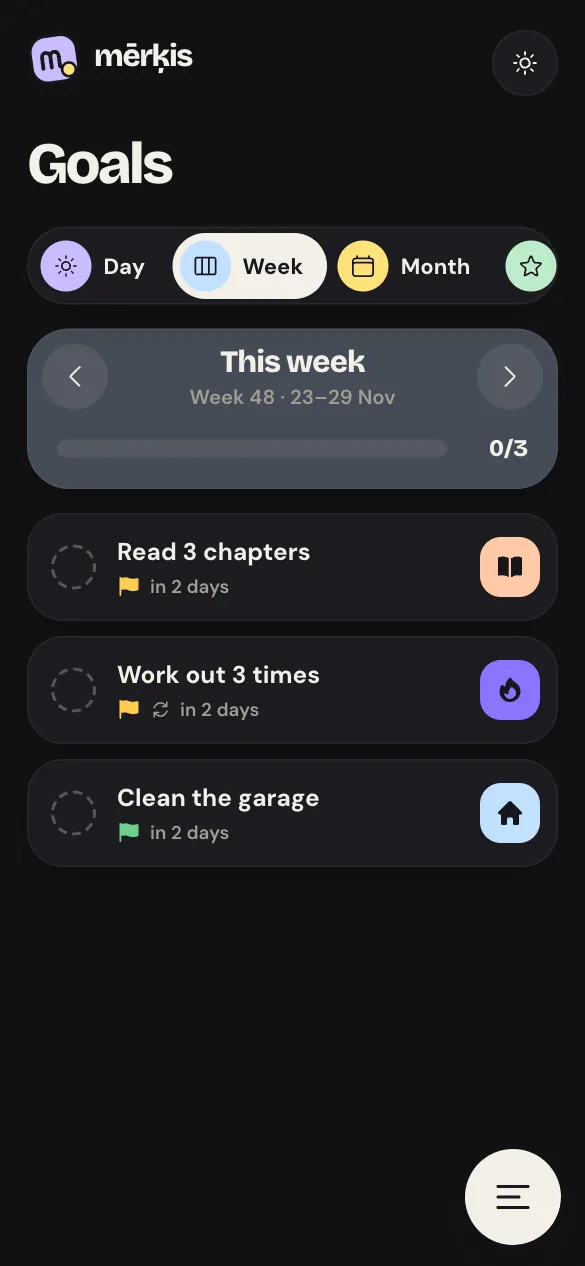 mērķis
Goals
Day
Week
Month
This week
Week 48 · 23–29 Nov
0/3
Read 3 chapters
in 2 days
Work out 3 times
in 2 days
Clean the garage
in 2 days